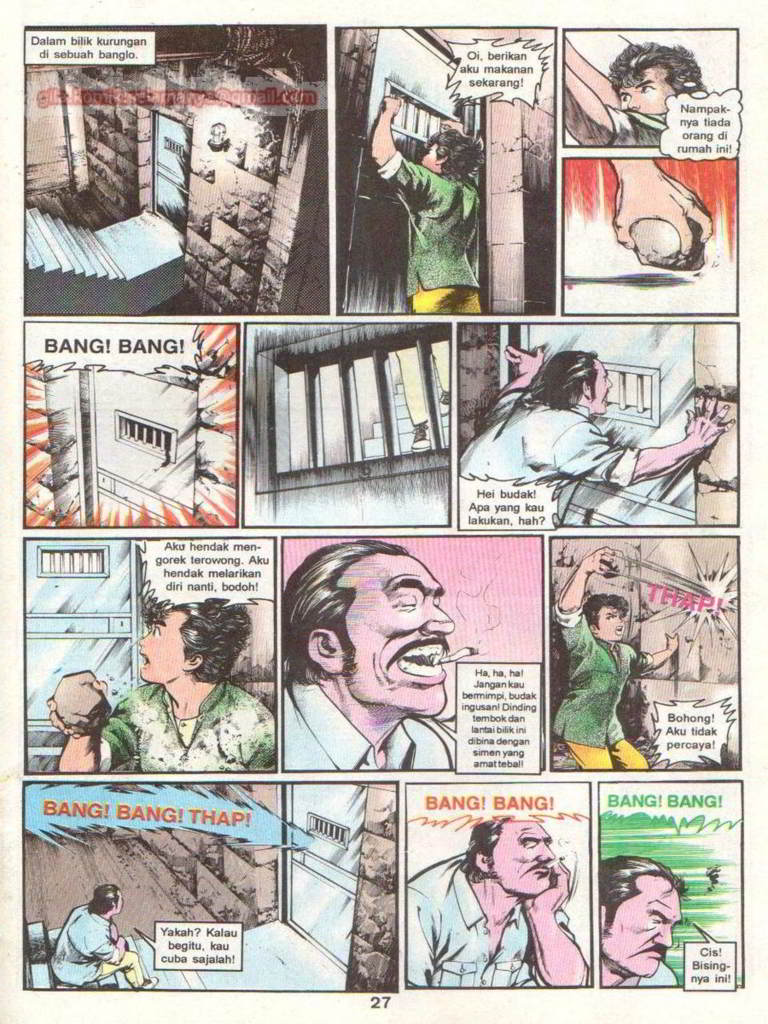 Dalam bilik kurungan
di sebuah banglo.
Oi, berikan
aku makanan
sekarang!
Nampak-
nya tiada
orang di
rumah ini!
BANG! BANG!
Hei budak!
Apa yang kau
lakukan, hah?
Aku hendak men-
gorek terowong. Aku
hendak melarikan
diri nanti, bodoh!
Ha, ha, ha!
Jangan kau
bermimpi, budak
ingusan! Dinding
tembok dan
lantai bilik ini
dibina dengan
simen yang
amat tebal!
THAP!
Bohong!
Aku tidak
percaya!
BANG! BANG! THAP!
Yakah? Kalau
begitu, kau
cuba sajalah!
BANG! BANG!
BANG! BANG!
Cis!
Bising-
nya ini!
27